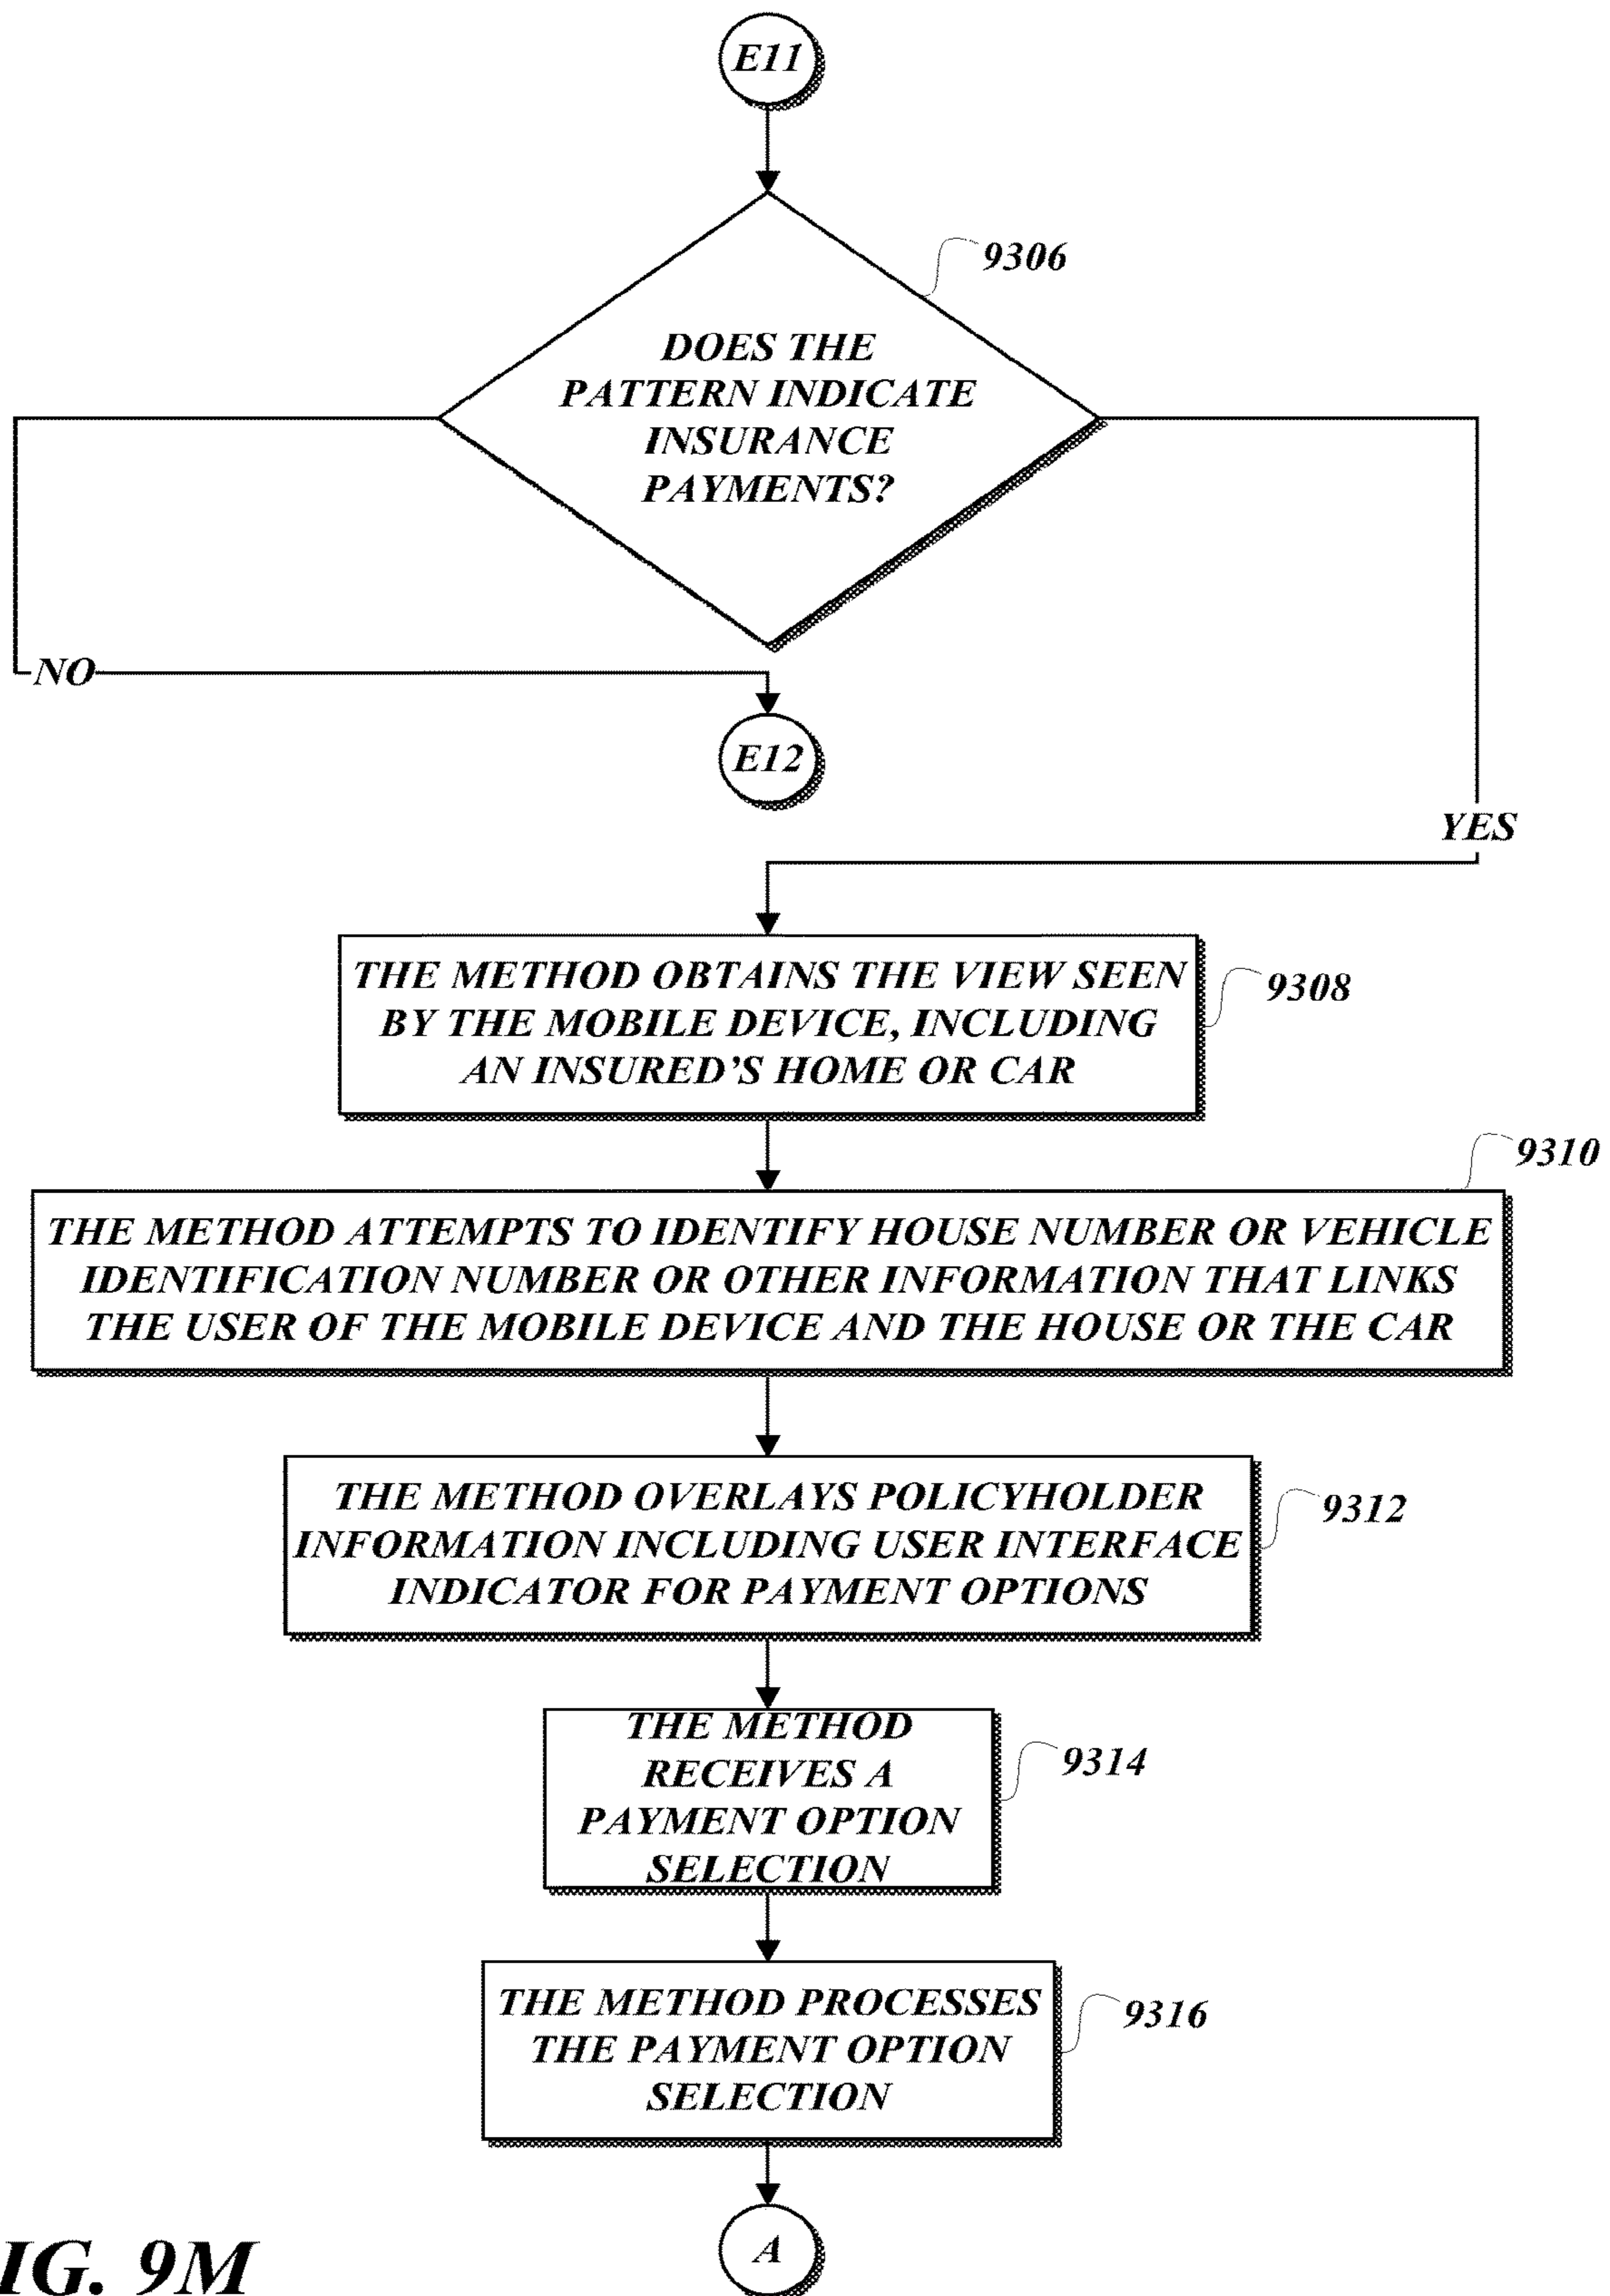 E11
9306
DOES THE
PATTERN INDICATE
INSURANCE
PAYMENTS?
NO
E12
YES
THE METHOD OBTAINS THE VIEW SEEN
BY THE MOBILE DEVICE, INCLUDING
AN INSURED'S HOME OR CAR
9308
9310
THE METHOD ATTEMPTS TO IDENTIFY HOUSE NUMBER OR VEHICLE
IDENTIFICATION NUMBER OR OTHER INFORMATION THAT LINKS
THE USER OF THE MOBILE DEVICE AND THE HOUSE OR THE CAR
THE METHOD OVERLAYS POLICYHOLDER
INFORMATION INCLUDING USER INTERFACE
INDICATOR FOR PAYMENT OPTIONS
9312
THE METHOD
RECEIVES A
PAYMENT OPTION
SELECTION
9314
THE METHOD PROCESSES
THE PAYMENT OPTION
SELECTION
9316
A
IG. 9M